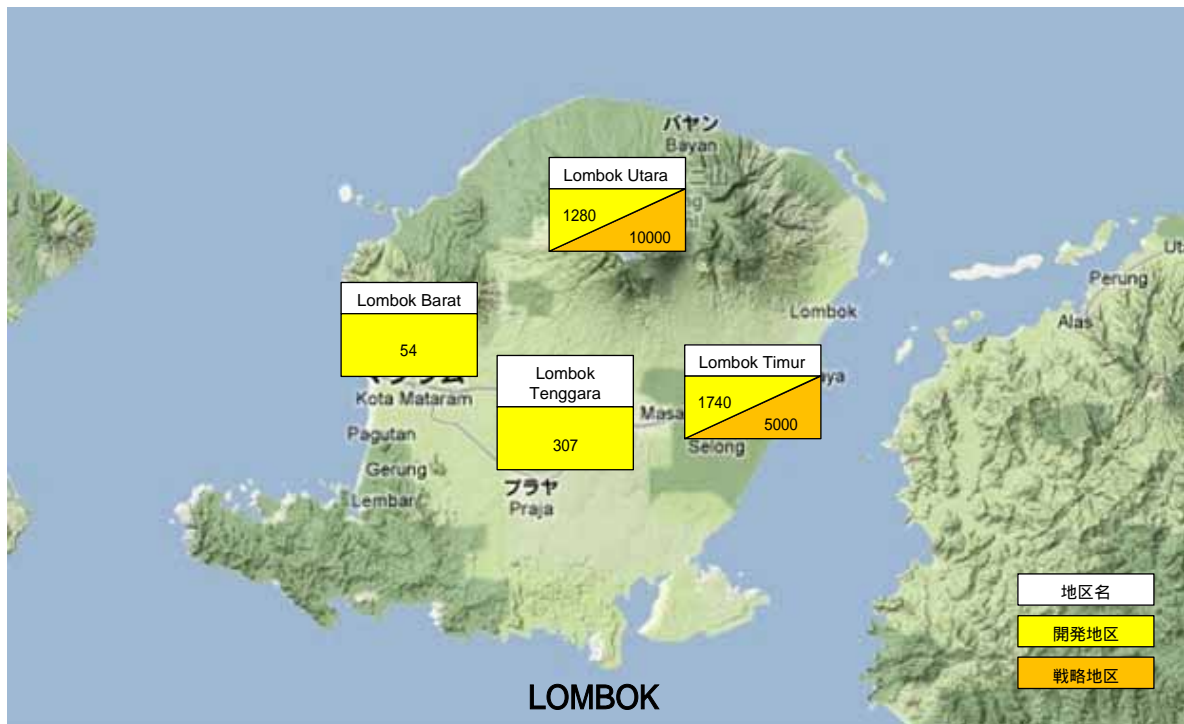 バヤン
Bayan
Lombok Utara
1280
10000
Uta
Perung
Lombok
Alas
Lombok Barat
54
Lombok
Tenggara
307
Lombok Timur
1740
5000
Kota Mataram
Pagutan
Selong
Gerung
プラヤ
Praja
Lembar
地区名
開発地区
戦略地区
LOMBOK